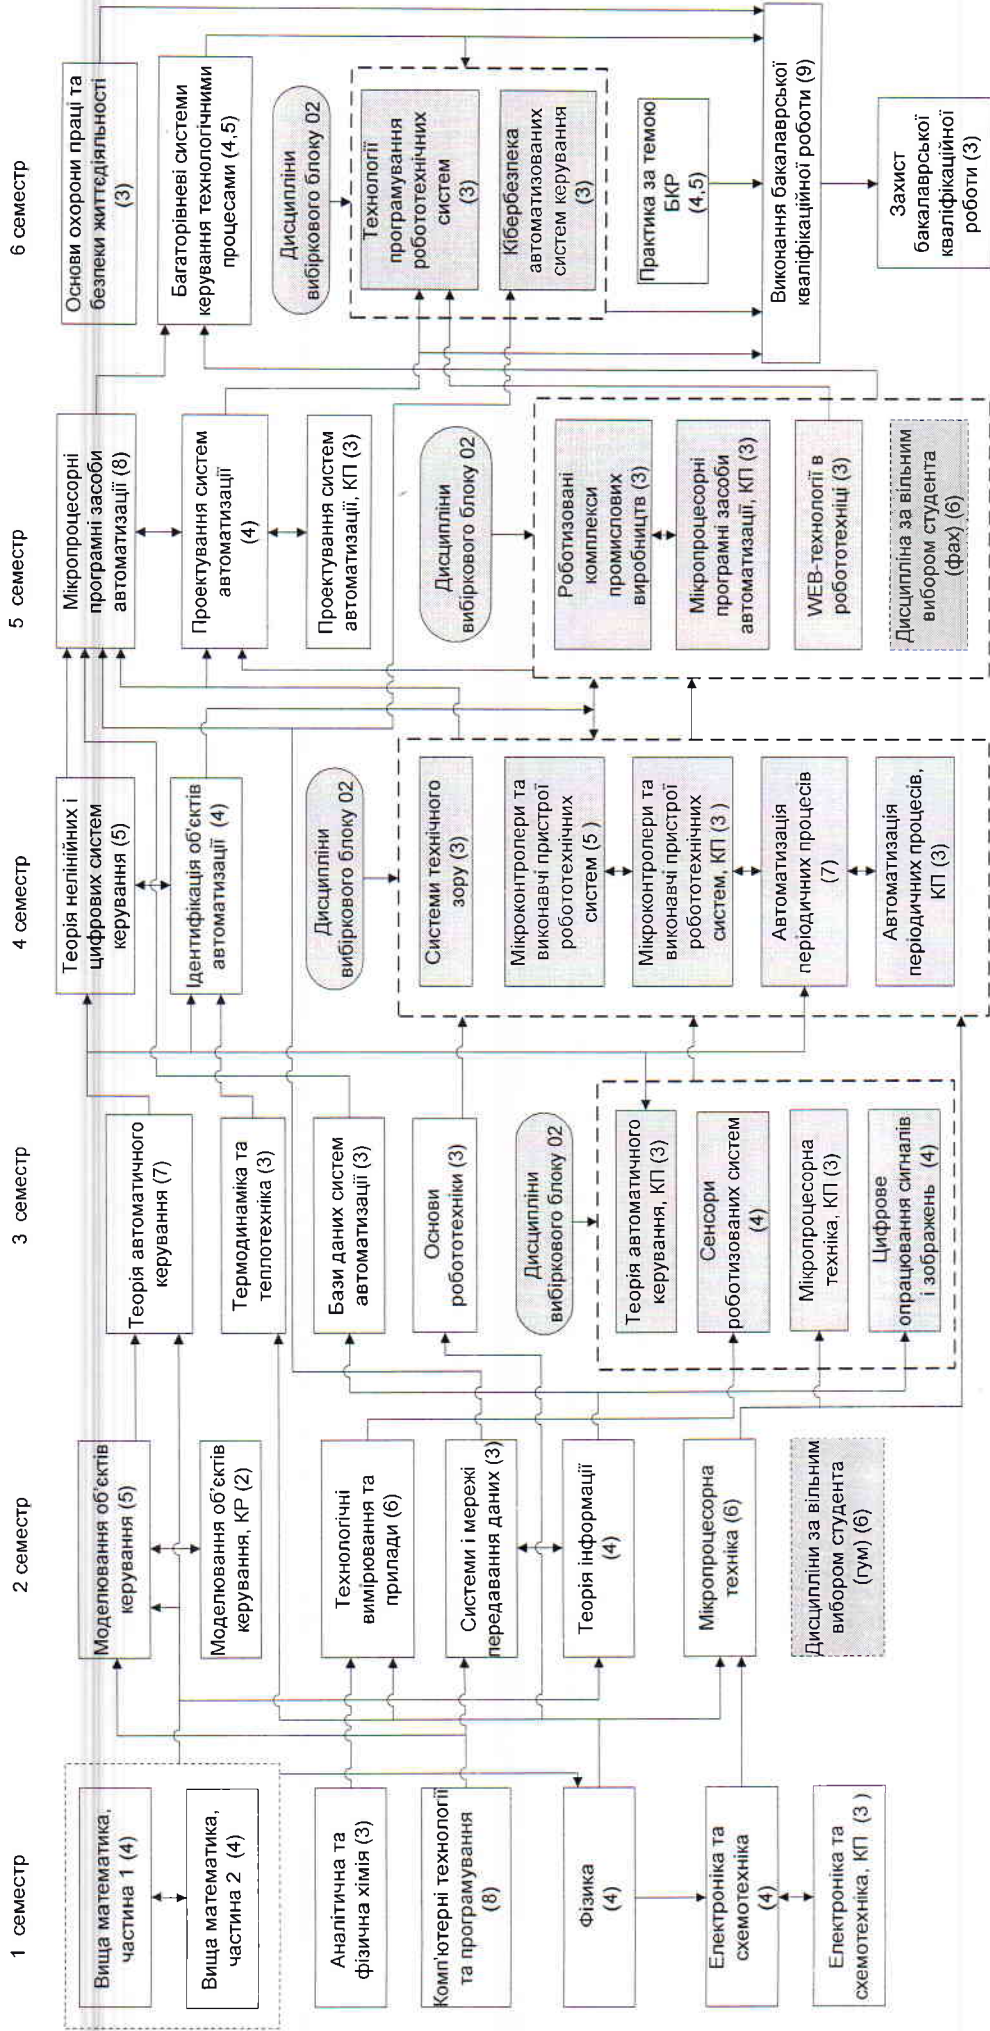 1 семестр
Вища математика,
частина 1 (4)
Вища математика,
частина 2 (4)
Аналітична та
фізична хімія (3)
Комп'ютерні технології
та програмування
(8)
Фізика
(4)
Електроніка та
схемотехніка
(4)
Електроніка та
схемотехніка, КП (3 )
2 семестр
Моделювання об'єктів
керування (5)
Моделювання об'єктів
керування, КР (2)
Технологічні
вимірювання та
прилади (6)
Системи і мережі
передавання даних (3)
Теорія інформації
(4)
Мікропроцесорна
техніка (6)
Дисципліни за вільним
вибором студента
(гум) (6)
3 семестр
Теорія автоматичного
керування (7)
Термодинаміка та
теплотехніка (3)
Бази даних систем
автоматизації (3)
Основи
робототехніки (3)
Дисципліни
вибіркового блоку 02
Теорія автоматичного
керування, КП (3)
Сенсори
роботизованих систем
(4)
Мікропроцесорна
техніка, КП (3)
Цифрове
опрацювання сигналів
і зображень (4)
4 семестр
Теорія нелінійних і
цифрових систем
керування (5)
Ідентифікація об'єктів
автоматизації (4)
Дисципліни
вибіркового блоку 02
Системи технічного
зору (3)
Мікроконтролери та
виконавчі пристрої
робототехнічних
систем (5 )
Мікроконтролери та
виконавчі пристрої
робототехнічних
систем, КП (3 )
Автоматизація
періодичних процесів
(7)
Автоматизація
періодичних процесів,
КП (3)
5 семестр
Мікропроцесорні
програмні засоби
автоматизації (8)
Проектування систем
автоматизації
(4)
Проектування систем
автоматизації, КП (3)
Дисципліни
вибіркового блоку 02
Роботизовані
комплекси
промислових
виробництв (3)
Мікропроцесорні
програмні засоби
автоматизації, КП (3)
WEB-технології в
робототехніці (3)
Дисципліна за вільним
вибором студента
(фах) (6)
6 семестр
Основи охорони праці та
безпеки життєдіяльності
(3)
Багаторівневі системи
керування технологічними
процесами (4,5)
Дисципліни
вибіркового блоку 02
Технології
програмування
робототехнічних
систем
(3)
Кібербезпека
автоматизованих
систем керування
(3)
Практика за темою
БКР
(4,5)
Виконання бакалаврської
кваліфікаційної роботи (9)
Захист
бакалаврської
кваліфікаційної
роботи (3)